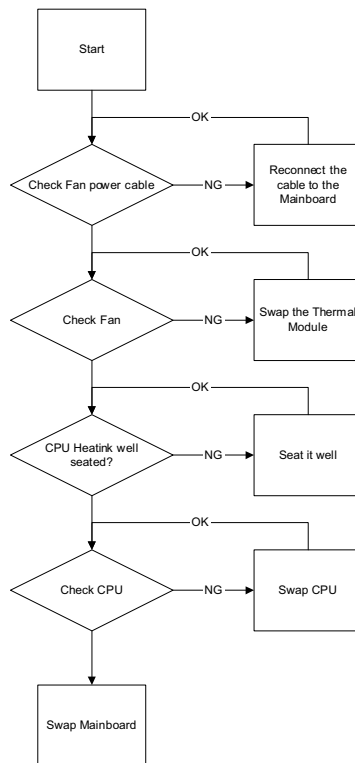 Start
OK
Check Fan power cable
NG
Reconnect the
cable to the
Mainboard
OK
Check Fan
NG
Swap the Thermal
Module
OK
CPU Heatink well
seated?
NG
Seat it well
OK
Check CPU
NG
Swap CPU
Swap Mainboard